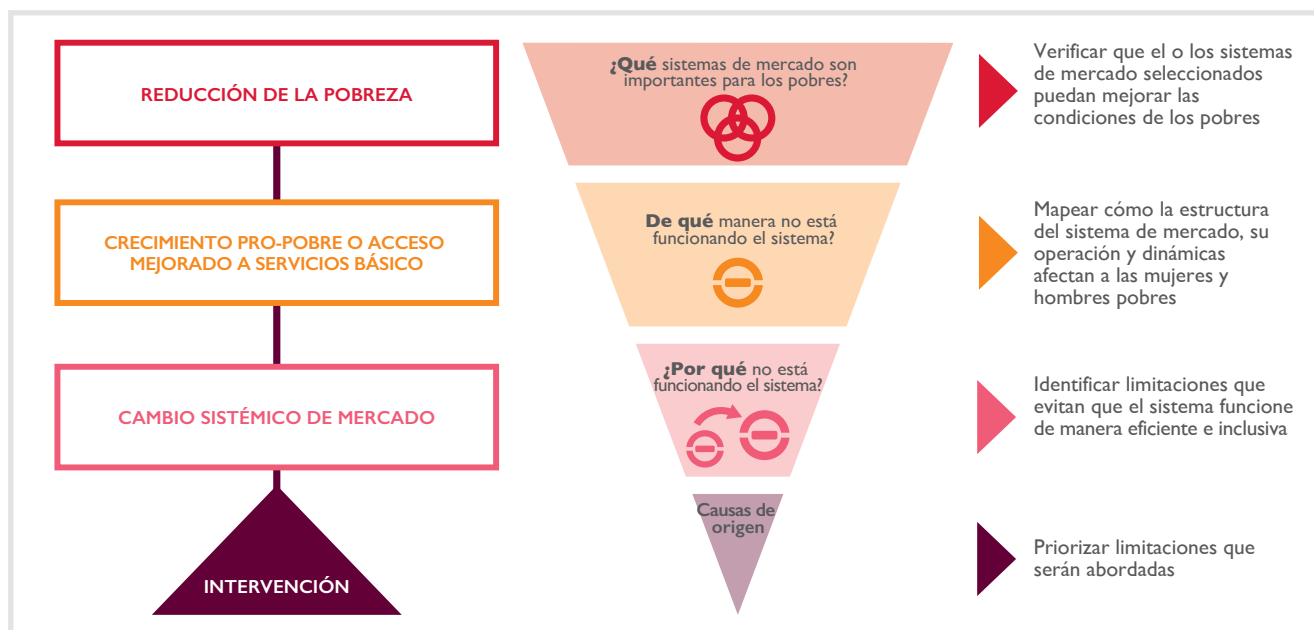 REDUCCIÓN DE LA POBREZA
¿Qué sistemas de mercado son
importantes para los pobres?
Verificar que el o los sistemas
de mercado seleccionados
puedan mejorar las
condiciones de los pobres
CRECIMIENTO PRO-POBRE O ACCESO
MEJORADO A SERVICIOS BÁSICO
De qué manera no está
funcionando el sistema?
Mapear cómo la estructura
del sistema de mercado, su
operación y dinámicas
afectan a las mujeres y
hombres pobres
CAMBIO SISTÉMICO DE MERCADO
¿Por qué no está
funcionando el sistema?
Identificar limitaciones que
evitan que el sistema funcione
de manera eficiente e inclusiva
INTERVENCIÓN
Causas de
origen
Priorizar limitaciones que
serán abordadas